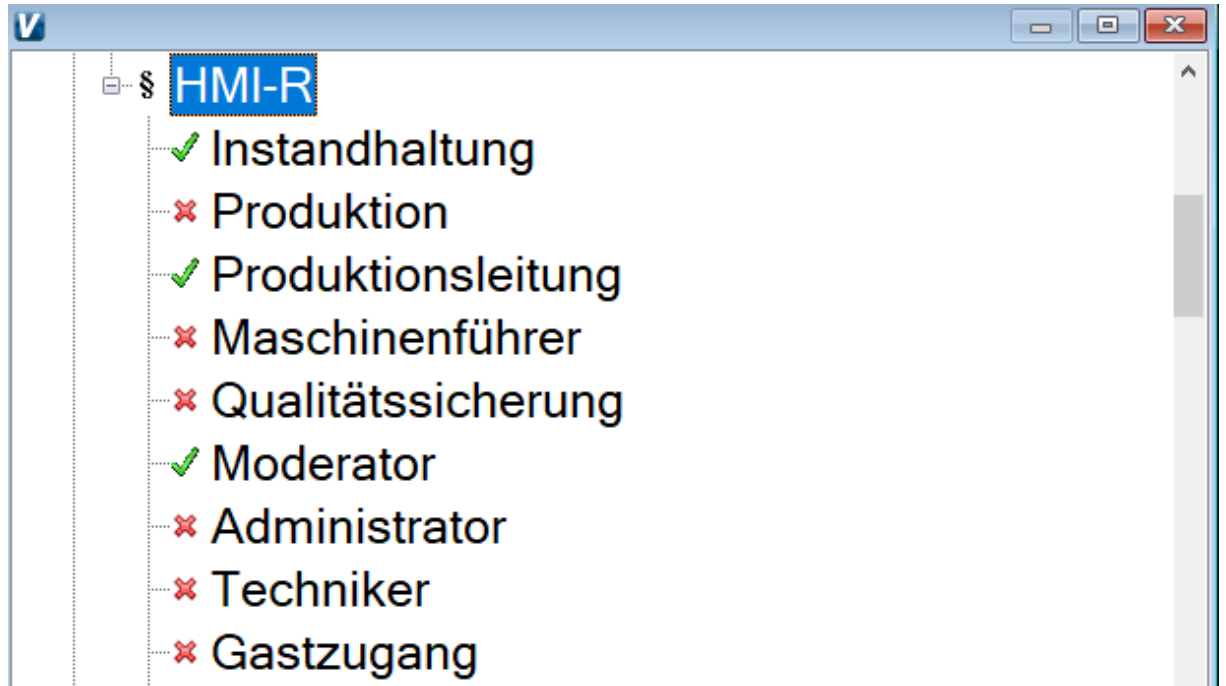 V
§ HMI-R
Instandhaltung
Produktion
Produktionsleitung
Maschinenführer
Qualitätssicherung
Moderator
Administrator
Techniker
Gastzugang